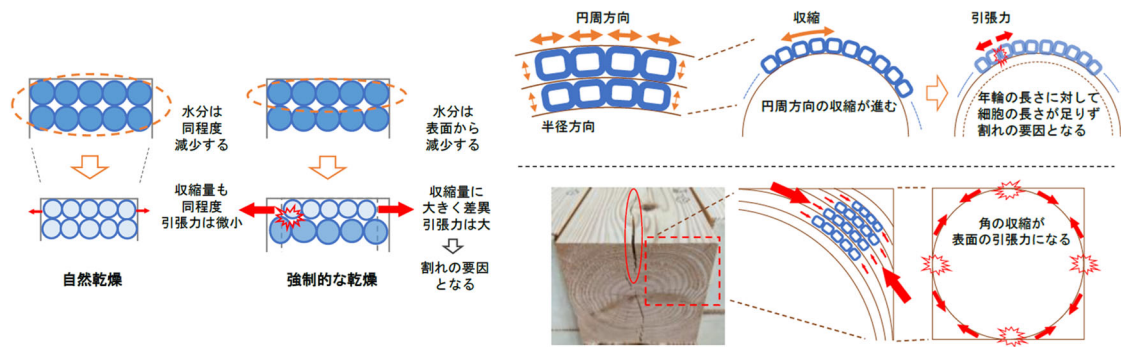 水分は
同程度
減少する
収縮量も
同程度
引張力は微小
自然乾燥
水分は
表面から
減少する
収縮量に
大きく差異
引張力は大
割れの要因
となる
強制的な乾燥
円周方向
半径方向
収縮
円周方向の収縮が進む
引張力
年輪の長さに対して
細胞の長さが足りず
割れの要因となる
角の収縮が
表面の引張力になる